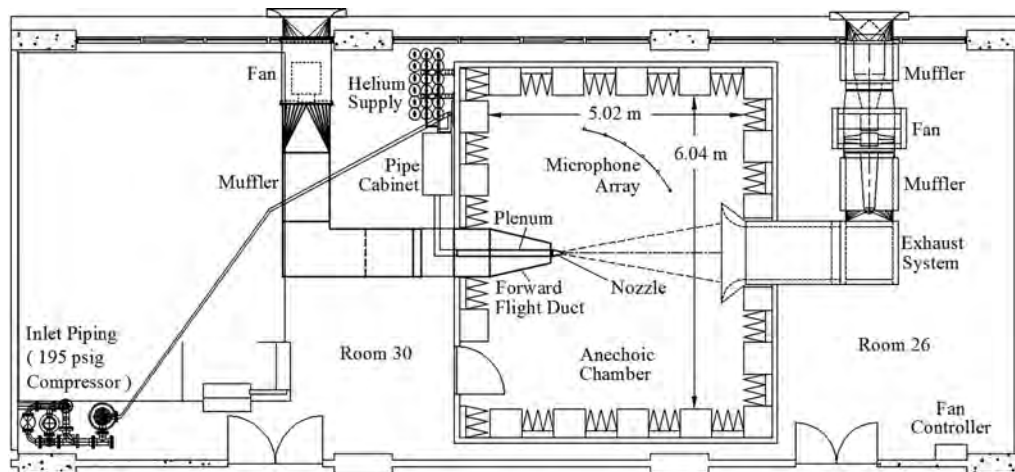 Fan
Helium
Supply
Muffler
Pipe
Cabinet
5.02 m
6.04 m
Microphone
Array
Plenum
Nozzle
Forward
Flight Duct
Anechoic
Chamber
Inlet Piping
( 195 psig
Compressor )
Room 30
Muffler
Fan
Muffler
Exhaust
System
Room 26
Fan
Controller